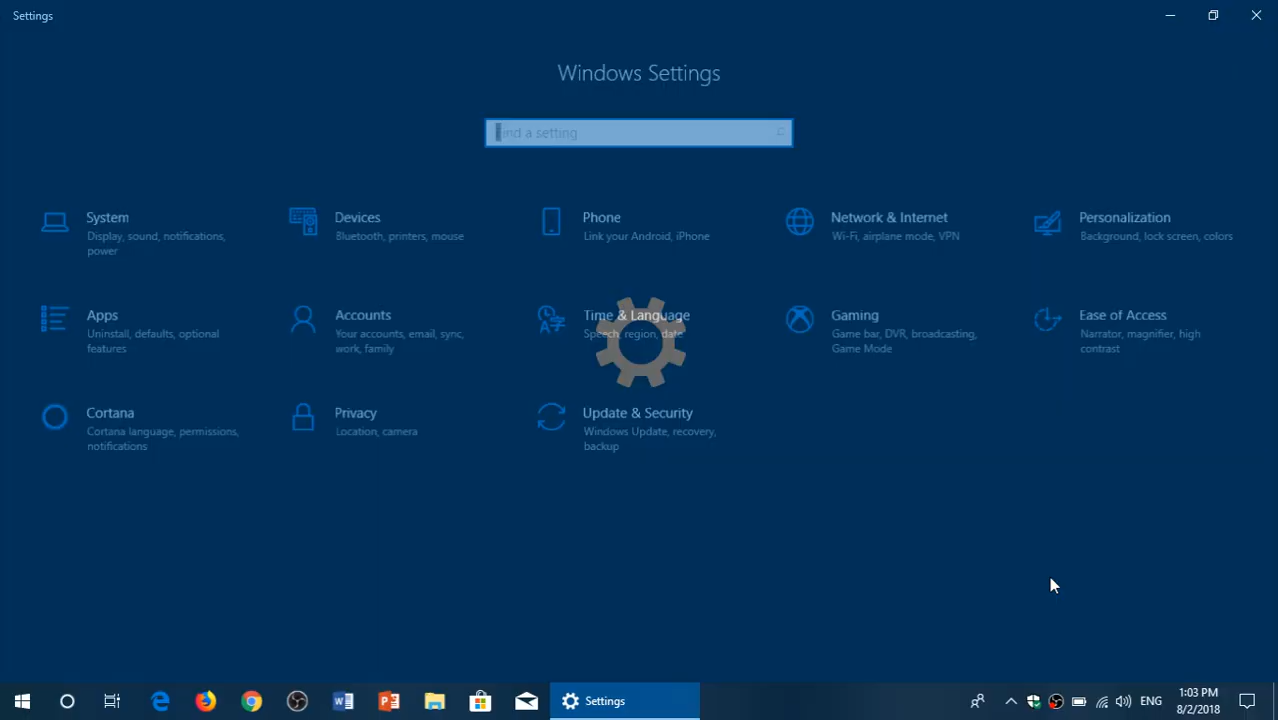 Settings
Windows Settings
Find a setting
System
Display, sound, notifications,
power
Devices
Bluetooth, printers, mouse
Phone
Link your Android, iPhone
Network & Internet
Wi-Fi, airplane mode, VPN
Personalization
Background, lock screen, colors
Apps
Uninstall, defaults, optional
features
Accounts
Your accounts, email, sync,
work, family
Time & Language
Speech, region, date
Gaming
Game bar, DVR, broadcasting,
Game Mode
Ease of Access
Narrator, magnifier, high
contrast
Cortana
Cortana language, permissions,
notifications
Privacy
Location, camera
Update & Security
Windows Update, recovery,
backup
Settings
ENG
1:03 PM
8/2/2018